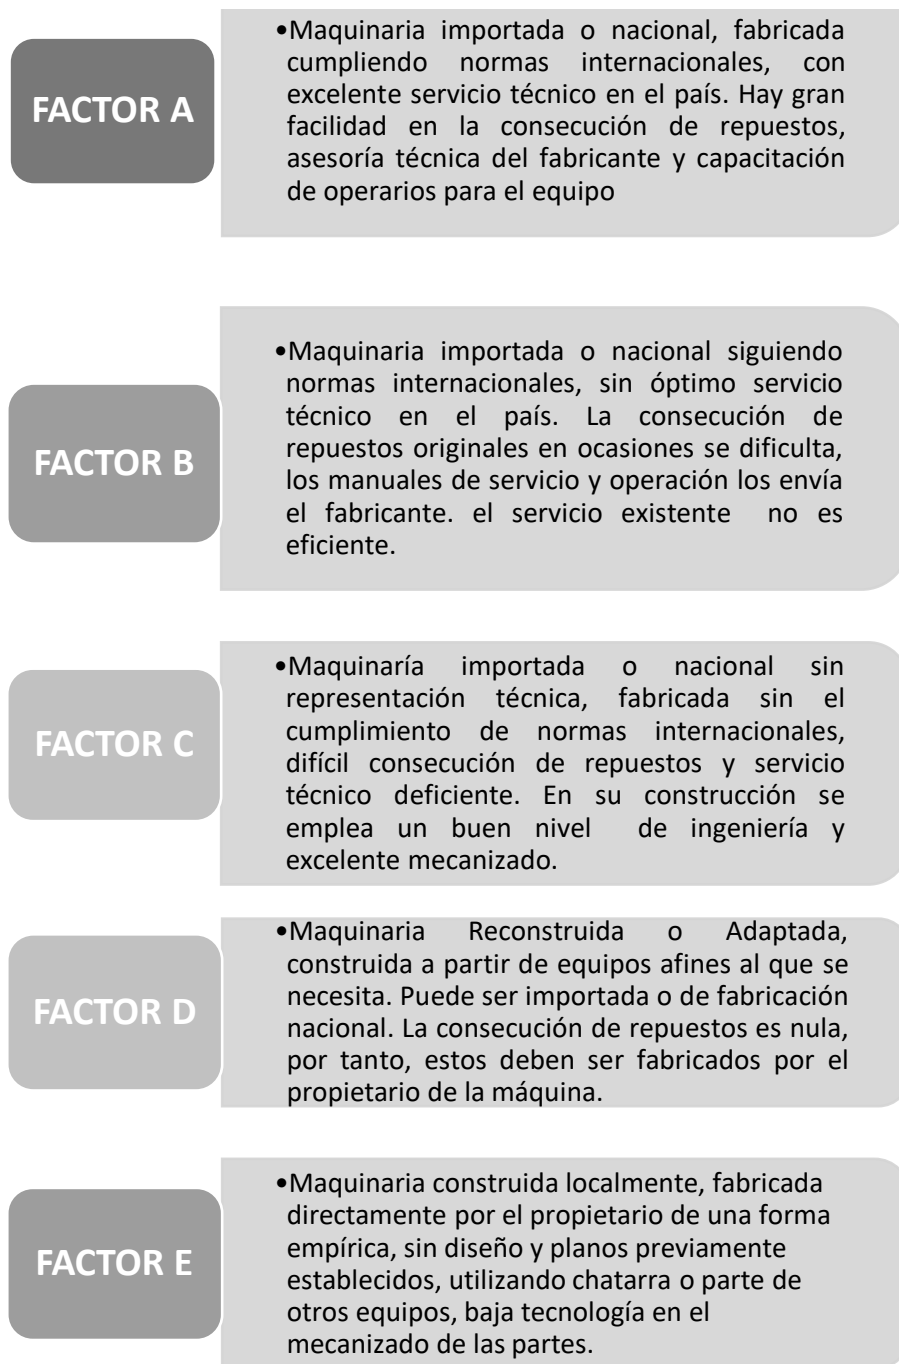 FACTOR A
•Maquinaria importada o nacional, fabricada
cumpliendo normas internacionales, con
excelente servicio técnico en el país. Hay gran
facilidad en la consecución de repuestos,
asesoría técnica del fabricante y capacitación
de operarios para el equipo
FACTOR B
•Maquinaria importada o nacional siguiendo
normas internacionales, sin óptimo servicio
técnico en el país. La consecución de
repuestos originales en ocasiones se dificulta,
los manuales de servicio y operación los envía
el fabricante. el servicio existente no es
eficiente.
FACTOR C
•Maquinaría importada o nacional sin
representación técnica, fabricada sin el
cumplimiento de normas internacionales,
difícil consecución de repuestos y servicio
técnico deficiente. En su construcción se
emplea un buen nivel de ingeniería y
excelente mecanizado.
FACTOR D
•Maquinaria Reconstruida o Adaptada,
construida a partir de equipos afines al que se
necesita. Puede ser importada o de fabricación
nacional. La consecución de repuestos es nula,
por tanto, estos deben ser fabricados por el
propietario de la máquina.
FACTOR E
•Maquinaria construida localmente, fabricada
directamente por el propietario de una forma
empírica, sin diseño y planos previamente
establecidos, utilizando chatarra o parte de
otros equipos, baja tecnología en el
mecanizado de las partes.